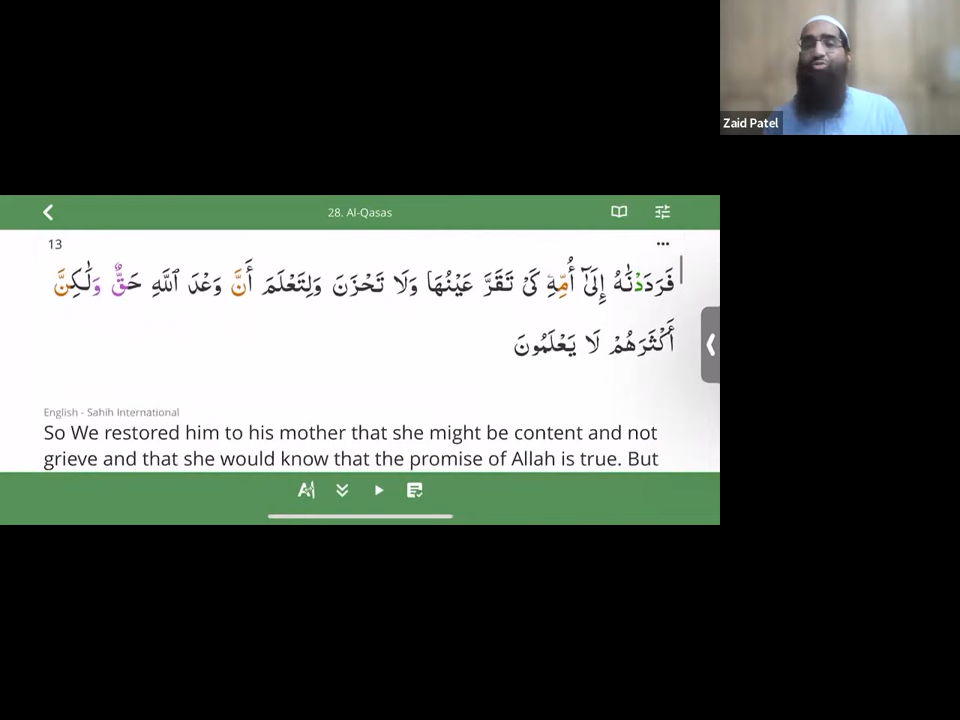 Zaid Patel
28. Al-Qasas
13
فَرَدَدْنَٰهُ إِلَىٰٓ أُمِّهِۦ كَىْ تَقَرَّ عَيْنُهَا وَلَا تَحْزَنَ وَلِتَعْلَمَ أَنَّ وَعْدَ ٱللَّهِ حَقٌّ وَلَٰكِنَّ
أَكْثَرَهُمْ لَا يَعْلَمُونَ
English - Sahih International
So We restored him to his mother that she might be content and not
grieve and that she would know that the promise of Allah is true. But